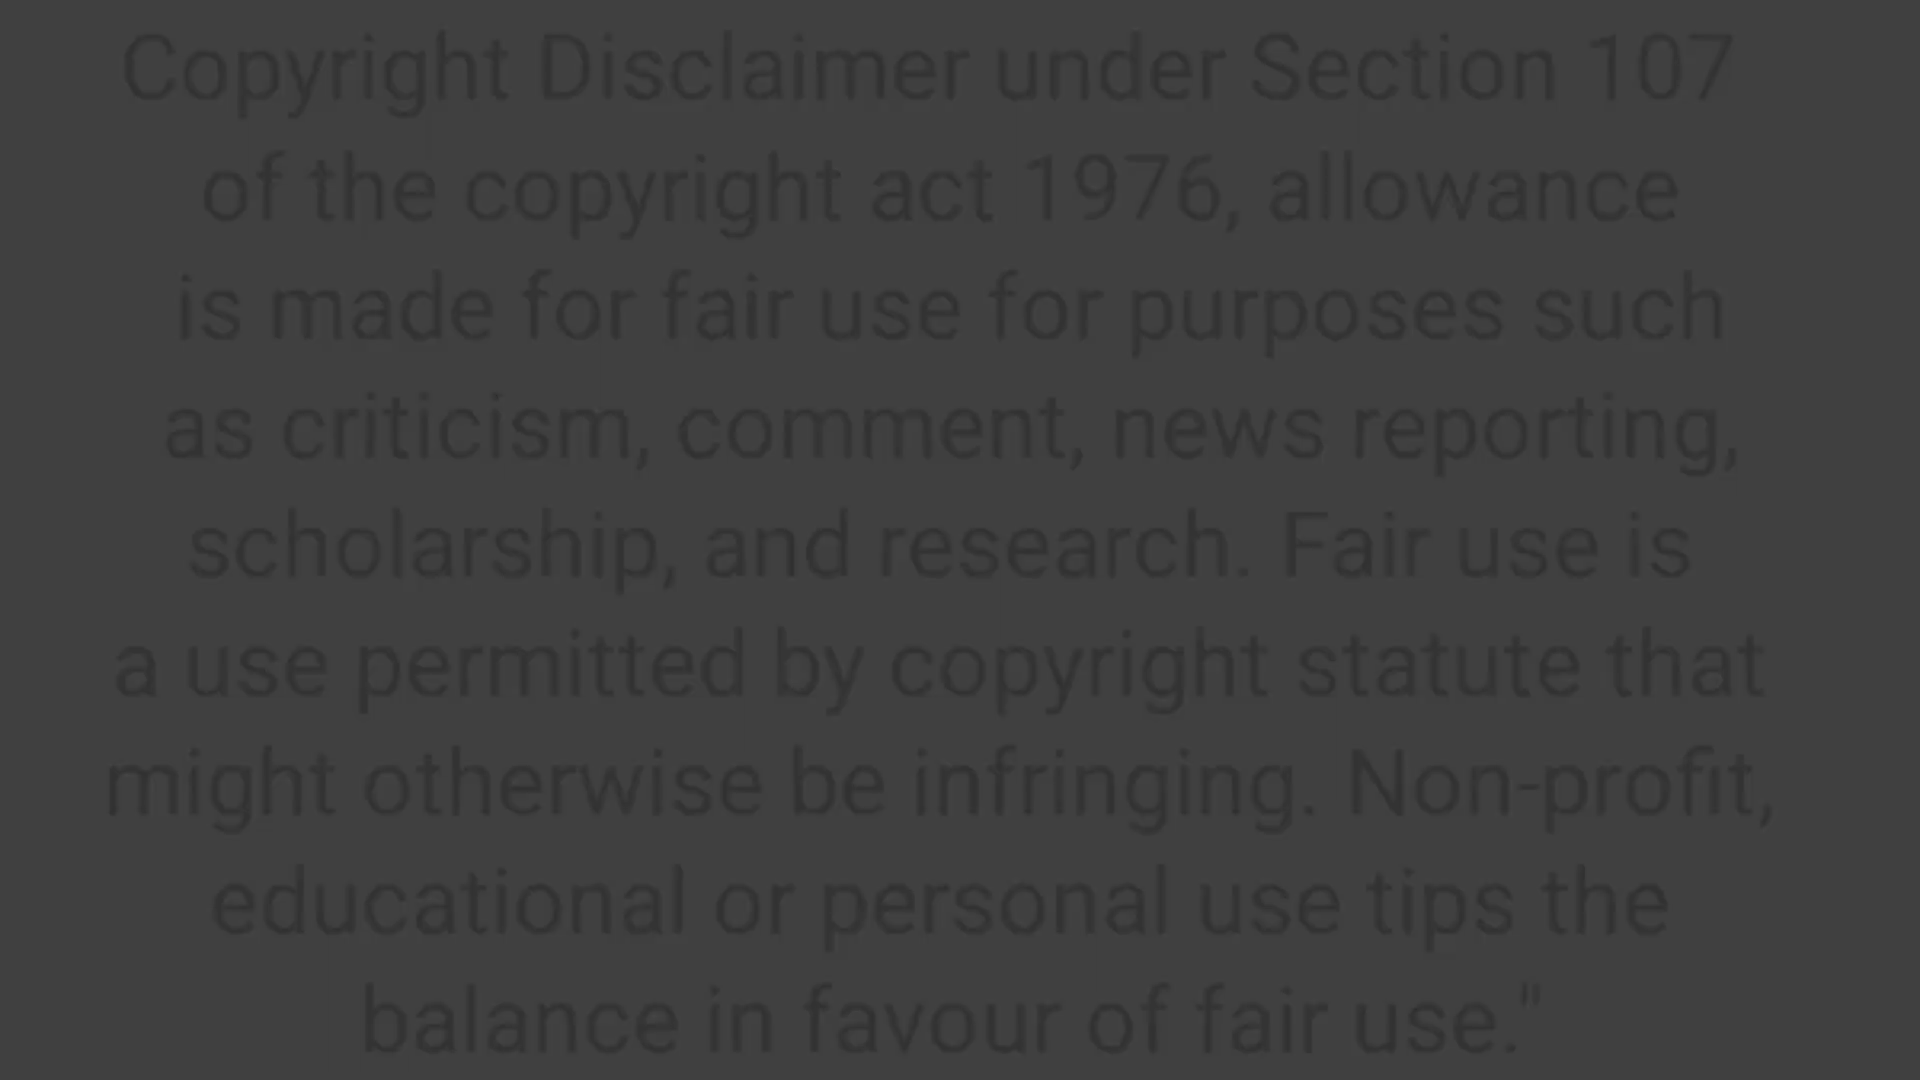 Copyright Disclaimer under Section 107
of the copyright act 1976, allowance
is made for fair use for purposes such
as criticism, comment, news reporting,
scholarship, and research. Fair use is
a use permitted by copyright statute that
might otherwise be infringing. Non-profit,
educational or personal use tips the
balance in favour of fair use."